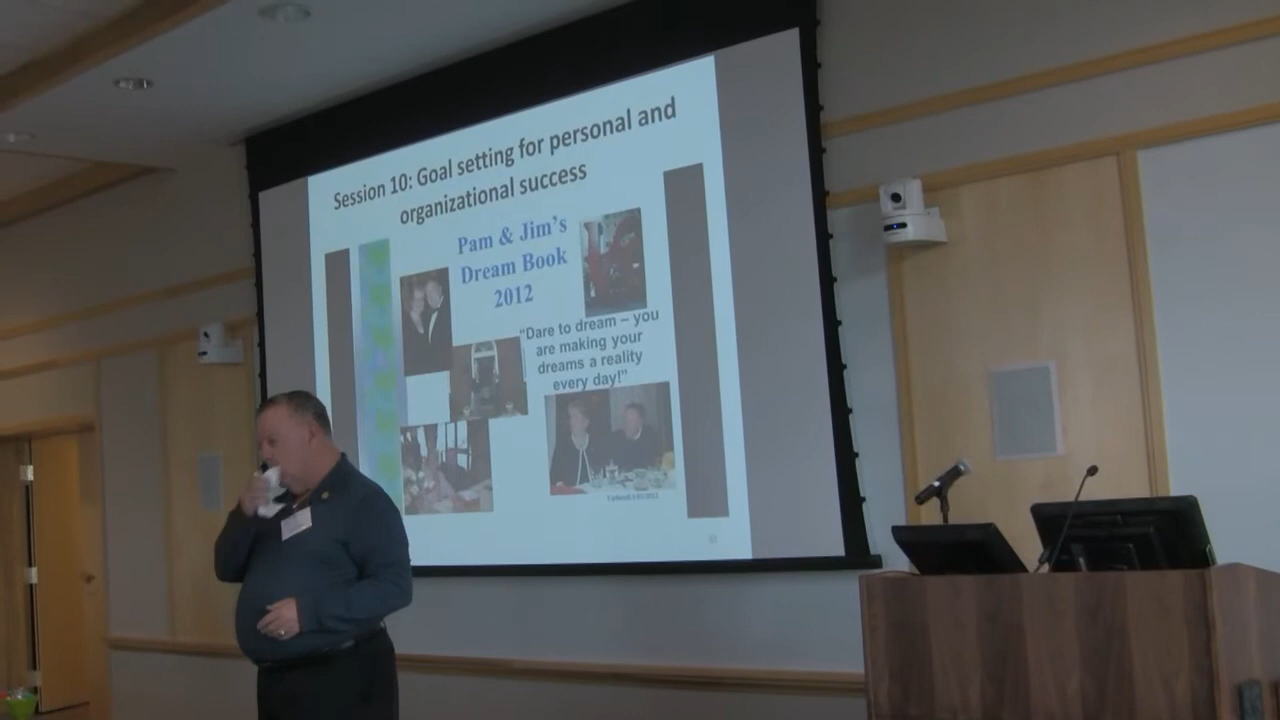 Session 10: Goal setting for personal and
organizational success
Pam & Jim's
Dream Book
2012
"Dare to dream – you
are making your
dreams a reality
every day!"